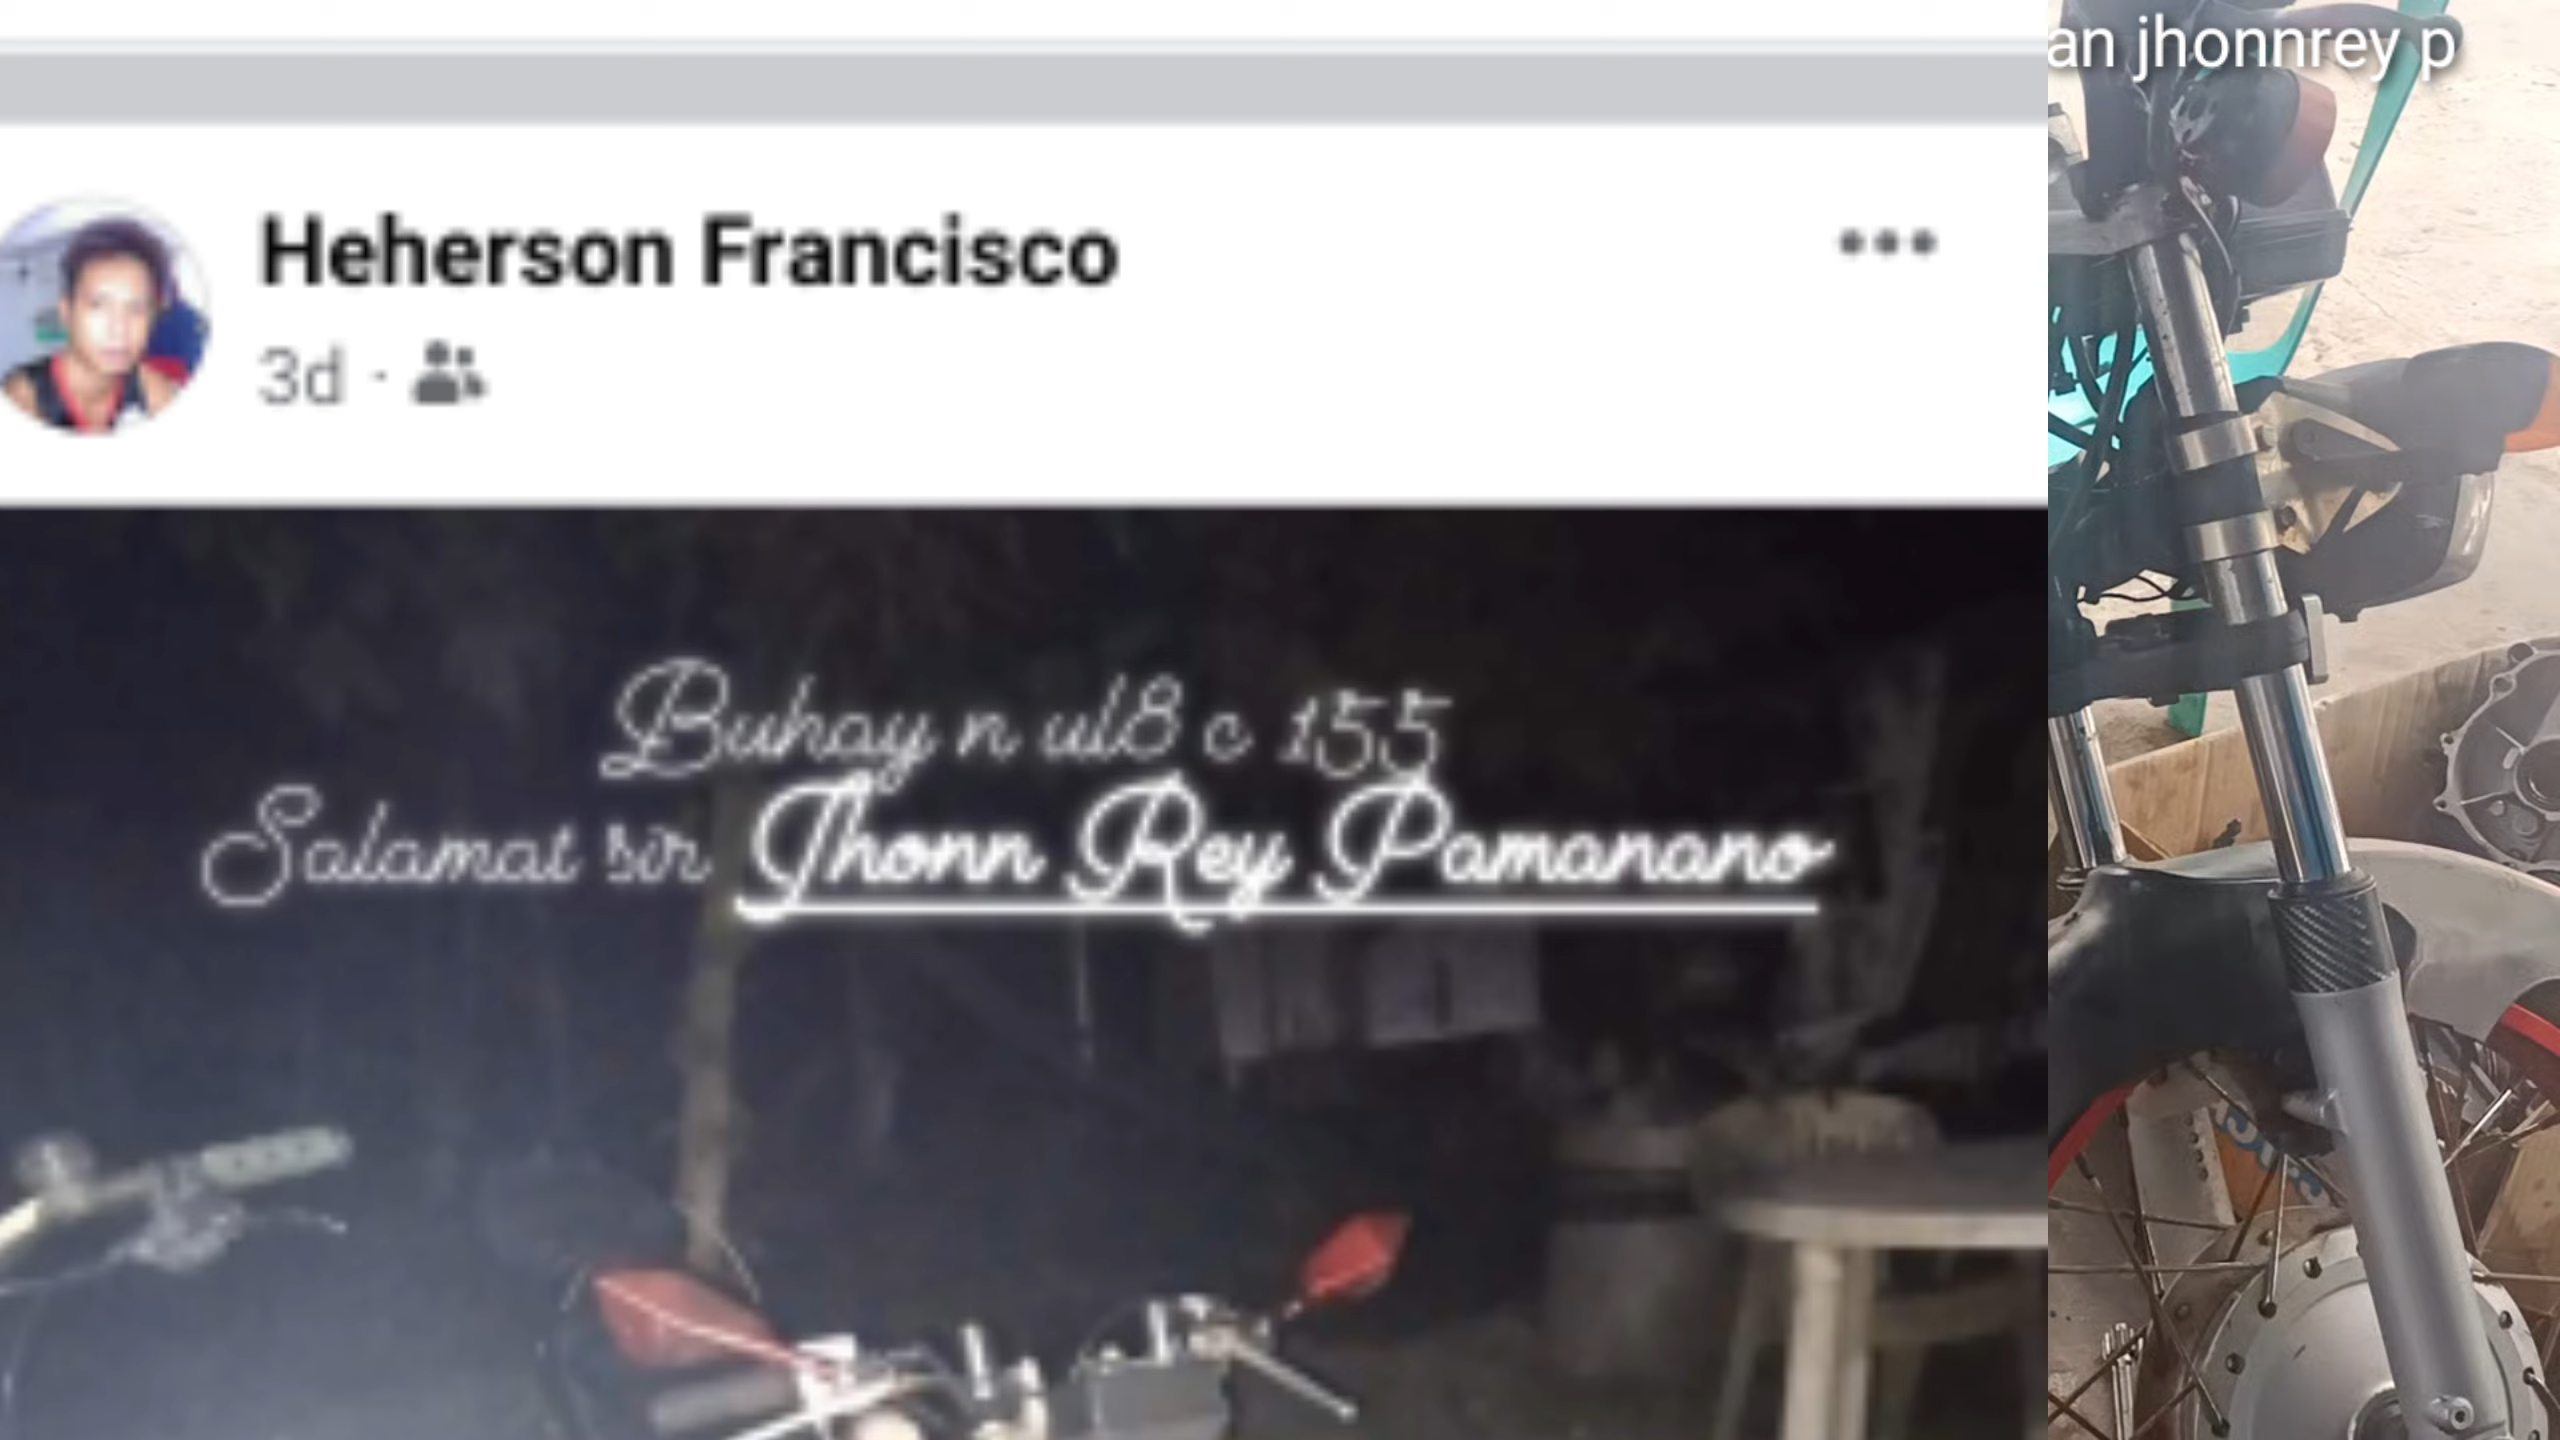 Heherson Francisco
3d ·
Buhay n ul8 c 155
Salamat sir Jhonn Rey Pamanano
an jhonnrey p